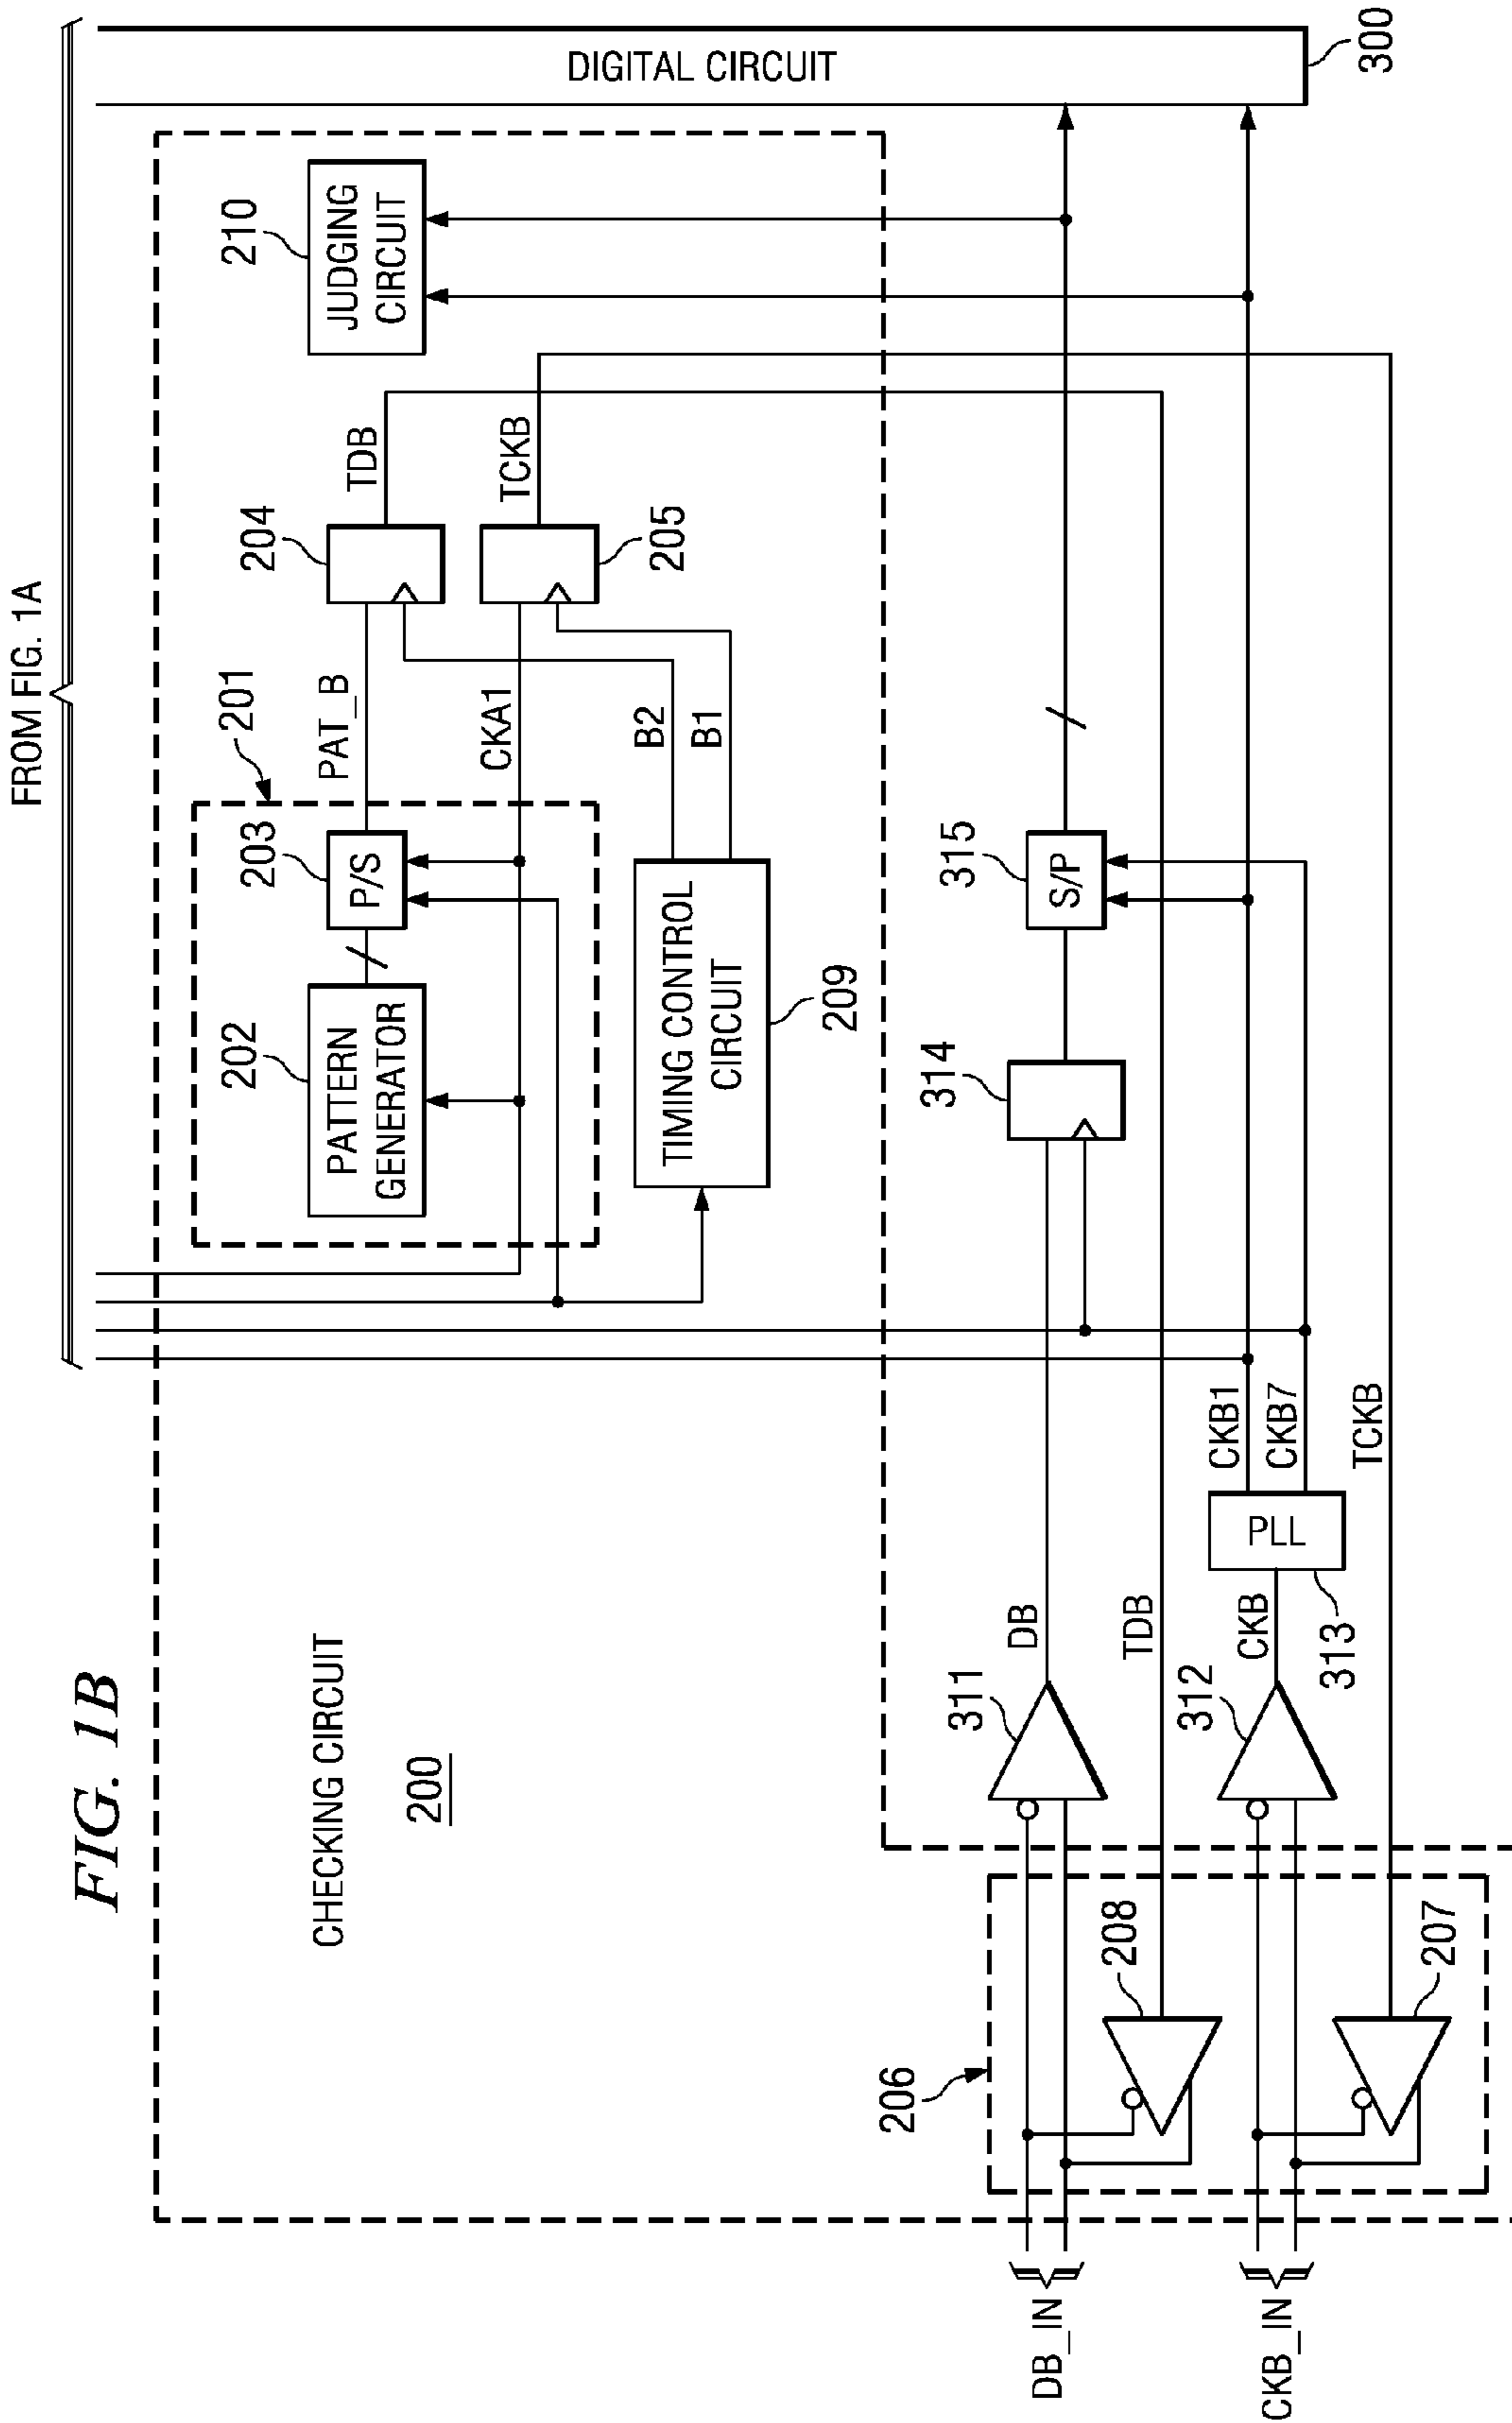 FIG. 1B
FROM FIG. 1A
CHECKING CIRCUIT
200
202
PATTERN
GENERATOR
203
P/S
201
PAT_B
204
TDB
210
JUDGING
CIRCUIT
DIGITAL CIRCUIT
300
CKA1
205
TCKB
B2
B1
TIMING CONTROL
CIRCUIT
209
206
208
207
DB_IN
CKB_IN
311
DB
TDB
312
CKB
313
PLL
CKB1
CKB7
TCKB
314
315
S/P